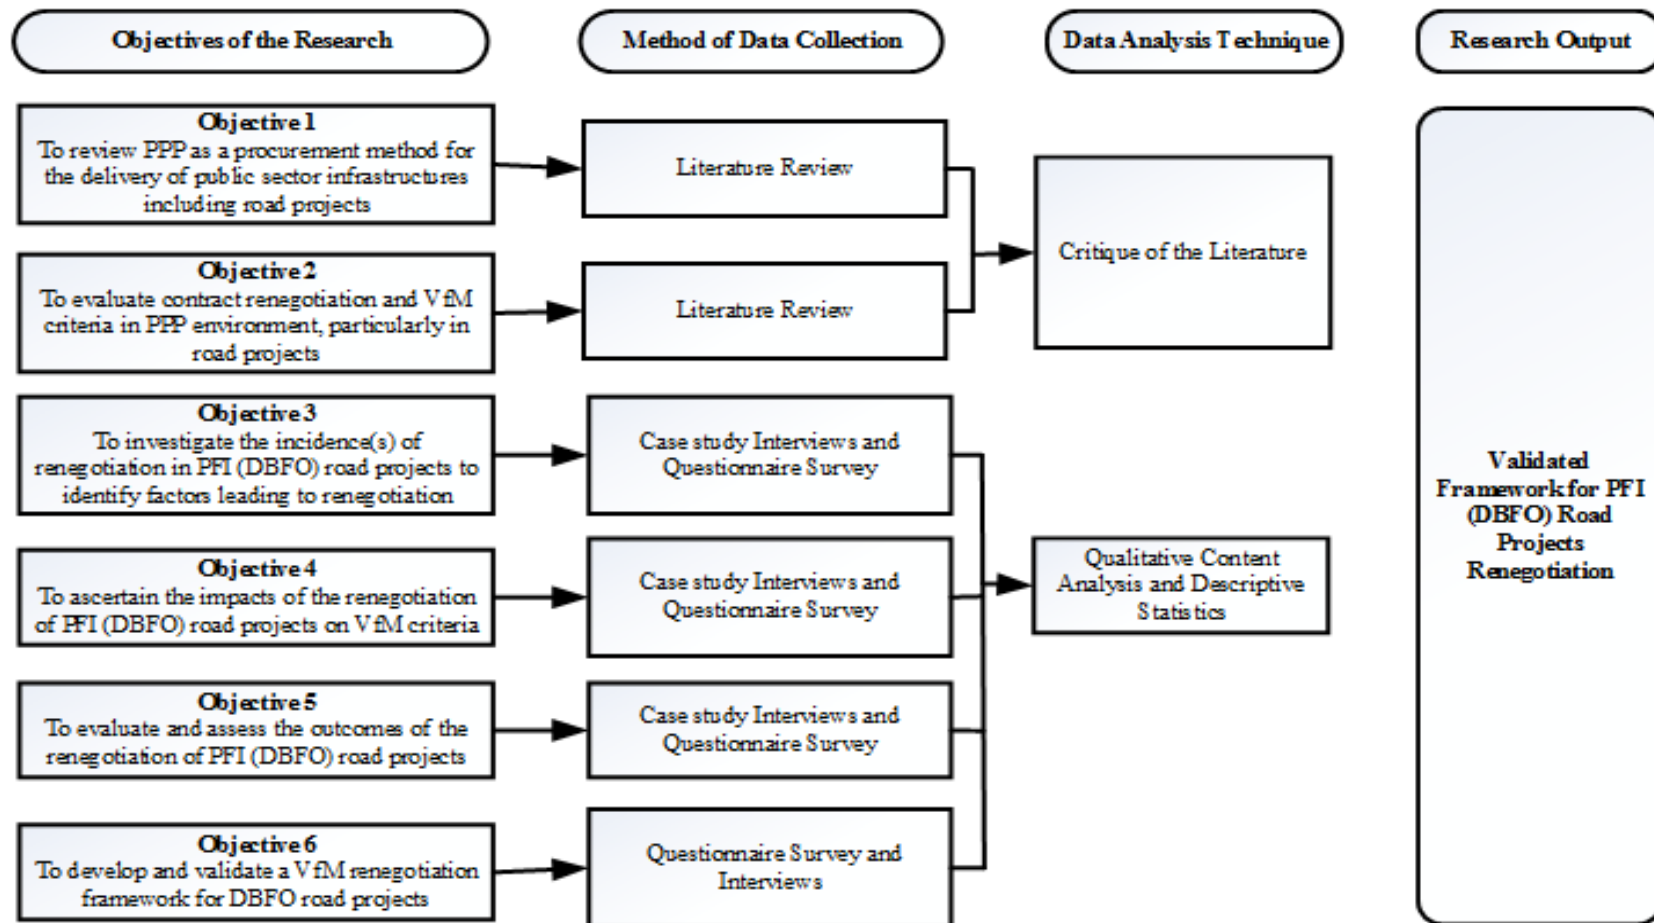 Objectives of the Research
Method of Data Collection
Data Analysis Technique
Research Output
Objective 1
To review PPP as a procurement method for
the delivery of public sector infrastructures
including road projects
Literature Review
Critique of the Literature
Objective 2
To evaluate contract renegotiation and VfM
criteria in PPP environment, particularly in
road projects
Literature Review
Objective 3
To investigate the incidence(s) of
renegotiation in PFI (DBFO) road projects to
identify factors leading to renegotiation
Case study Interviews and
Questionnaire Survey
Objective 4
To ascertain the impacts of the renegotiation
of PFI (DBFO) road projects on VfM criteria
Case study Interviews and
Questionnaire Survey
Qualitative Content
Analysis and Descriptive
Statistics
Objective 5
To evaluate and assess the outcomes of the
renegotiation of PFI (DBFO) road projects
Case study Interviews and
Questionnaire Survey
Objective 6
To develop and validate a VfM renegotiation
framework for DBFO road projects
Questionnaire Survey and
Interviews
Validated
Framework for PFI
(DBFO) Road
Projects
Renegotiation